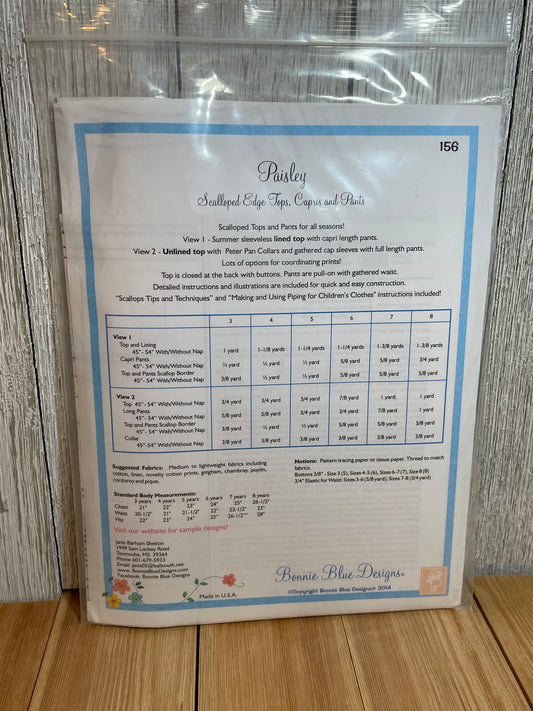 156
Paisley
Scalloped Edge Tops, Capris and Pants
Scalloped Tops and Pants for all seasons!
View 1 - Summer sleeveless lined top with capri length pants.
View 2 - Unlined top with Peter Pan Collars and gathered cap sleeves with full length pants.
Lots of options for coordinating prints!
Top is closed at the back with buttons. Pants are pull-on with gathered waist.
Detailed instructions and illustrations are included for quick and easy construction.
"Scallops Tips and Techniques" and "Making and Using Piping for Children's Clothes" instructions included!
3 4 5 6 7 8
View 1
Top and Lining
45"- 54" With/Without Nap 1 yard 1-1/8 yards 1-1/4 yards 1-1/4 yards 1-3/8 yards 1-3/8 yards
Capri Pants
45"- 54" With/Without Nap ½ yard ½ yard ½ yard 5/8 yard 5/8 yard 3/4 yard
Top and Pants Scallop Border
45"- 54" With/Without Nap 3/8 yard ½ yard ½ yard 5/8 yard 5/8 yard 5/8 yard
View 2
Top 45"- 54" With/Without Nap 3/4 yard 3/4 yard 3/4 yard 7/8 yard 1 yard 1 yard
Long Pants
45"- 54" With/Without Nap 5/8 yard 5/8 yard 3/4 yard 3/4 yard 7/8 yard 1 yard
Top and Pants Scallop Border
45"- 54" With/Without Nap 3/8 yard ½ yard ½ yard 5/8 yard 5/8 yard 5/8 yard
Collar
45"-54" With/Without Nap 3/8 yard 3/8 yard 3/8 yard 3/8 yard 3/8 yard 3/8 yard
Suggested Fabrics: Medium to lightweight fabrics including
cotton, linen, novelty cotton prints, gingham, chambray, poplin,
corduroy and pique.
Notions: Pattern tracing paper or tissue paper. Thread to match
fabrics.
Buttons 3/8" - Size 3 (5), Sizes 4-5 (6), Sizes 6-7 (7), Size 8 (8)
3/4" Elastic for Waist: Sizes 3-6 (5/8 yard); Sizes 7-8 (3/4 yard)
Standard Body Measurements:
3 years 4 years 5 years 6 years 7 years 8 years
Chest 21" 22" 23" 24" 25" 26-1/2"
Waist 20-1/2" 21" 21-1/2" 22" 22-1/2" 23"
Hip 22" 23" 24" 25" 26-1/2" 28"
Visit our website for sample designs!
Janis Barham Shelton
1999 Sam Lackey Road
Toomsuba, MS 39364
Phone 601-679-5933
Email: janis05@bellsouth.net
www.BonnieBlueDesigns.com
Facebook: Bonnie Blue Designs
Made in U.S.A.
Bonnie Blue Designs®
©Copyright Bonnie Blue Designs® 2014